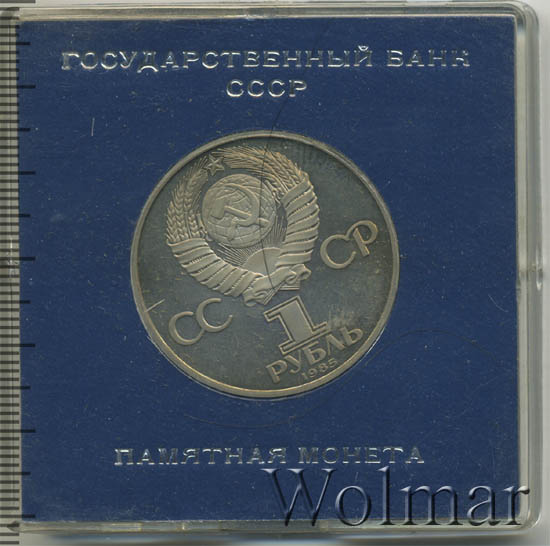 ГОСУДАРСТВЕННЫЙ БАНК
СССР
СС СР
1
РУБЛЬ
1985
ПАМЯТНАЯ МОНЕТА
Wolmar